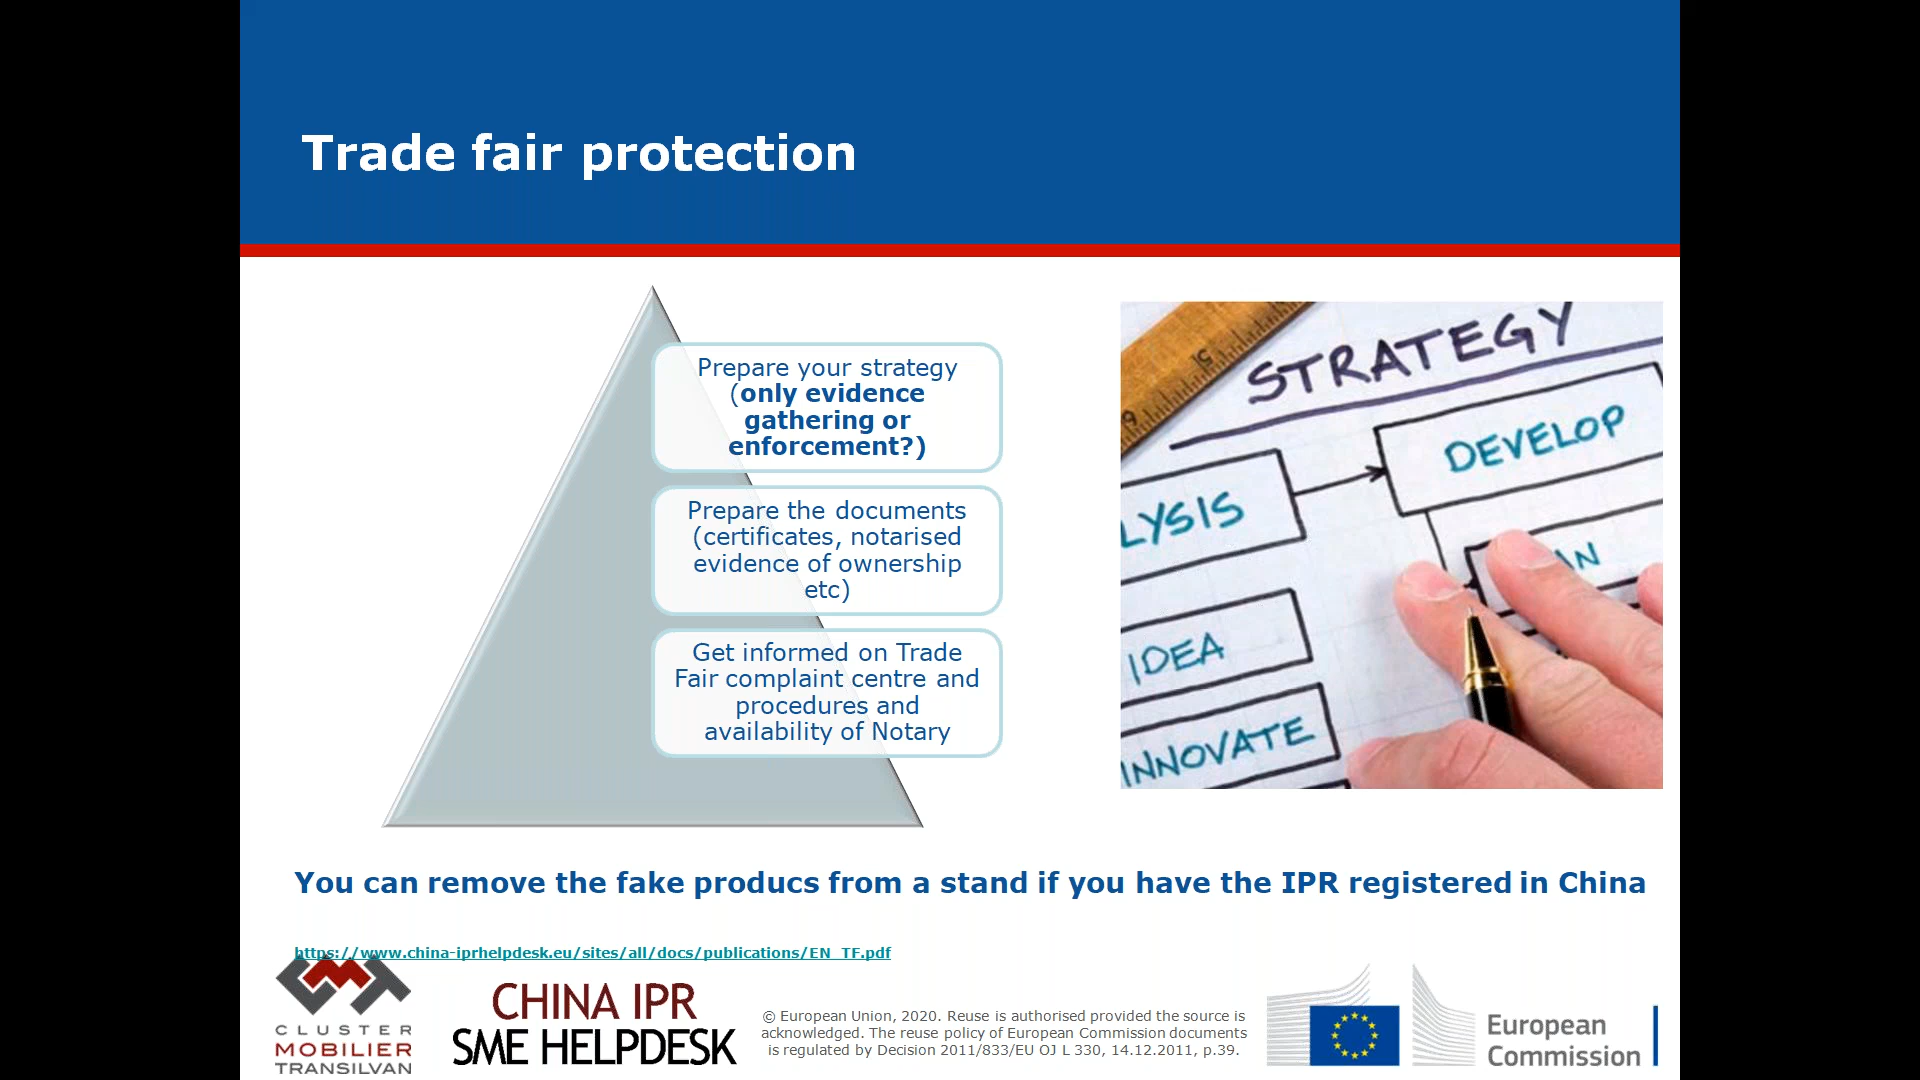 Trade fair protection
Prepare your strategy
(only evidence
gathering or
enforcement?)
Prepare the documents
(certificates, notarised
evidence of ownership
etc)
Get informed on Trade
Fair complaint centre and
procedures and
availability of Notary
STRATEGY
DEVELOP
LYSIS
AN
IDEA
INNOVATE
You can remove the fake producs from a stand if you have the IPR registered in China
https://www.china-iprhelpdesk.eu/sites/all/docs/publications/EN_TF.pdf
CLUSTER
MOBILIER
TRANSILVAN
CHINA IPR
SME HELPDESK
© European Union, 2020. Reuse is authorised provided the source is
acknowledged. The reuse policy of European Commission documents
is regulated by Decision 2011/833/EU OJ L 330, 14.12.2011, p.39.
European
Commission